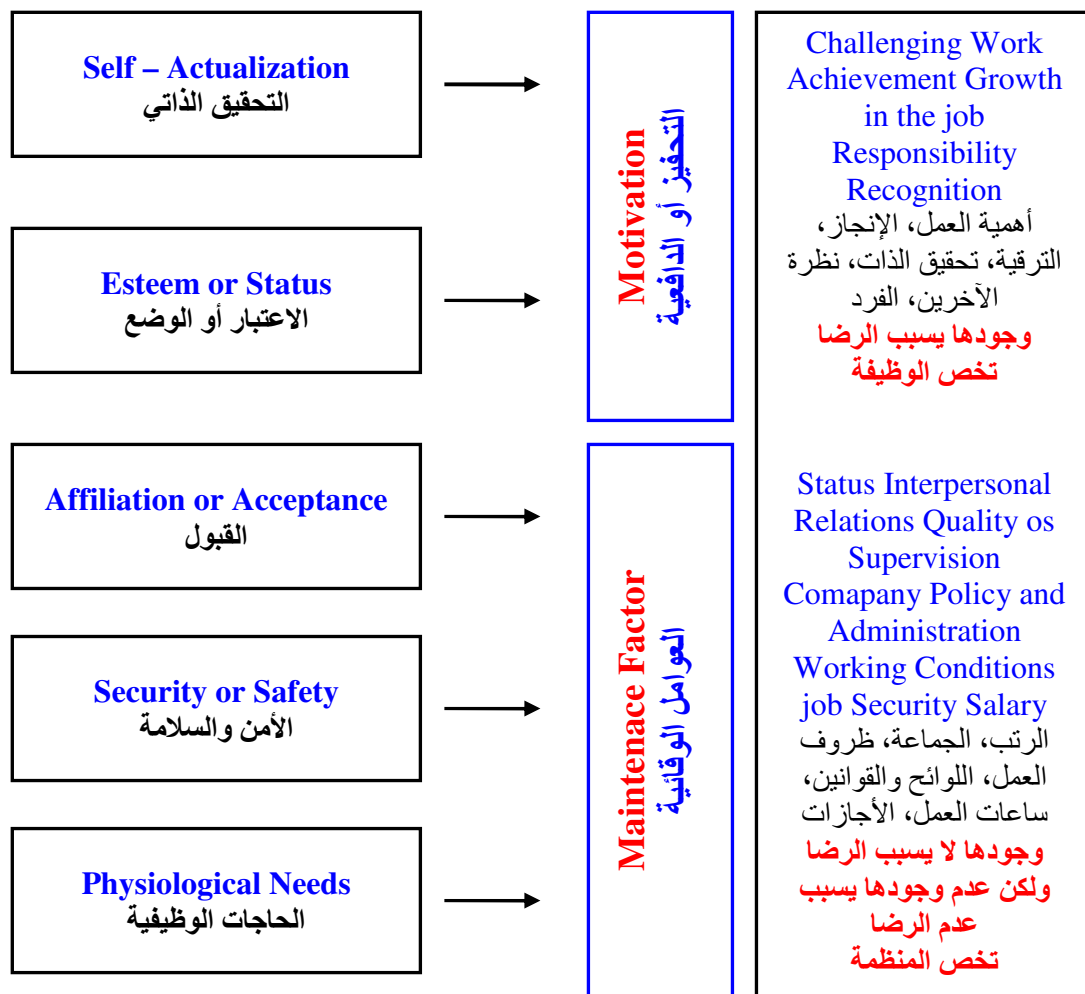 Self – Actualization
التحقيق الذاتي
Esteem or Status
الاعتبار أو الوضع
Affiliation or Acceptance
القبول
Security or Safety
الأمن والسلامة
Physiological Needs
الحاجات الوظيفية
Motivation
التحفيز أو الدافعية
Maintenace Factor
العوامل الوقائية
Challenging Work
Achievement Growth
in the job
Responsibility
Recognition
أهمية العمل، الإنجاز،
الترقية، تحقيق الذات، نظرة
الآخرين، الفرد
وجودها يسبب الرضا
تخص الوظيفة
Status Interpersonal
Relations Quality os
Supervision
Comapany Policy and
Administration
Working Conditions
job Security Salary
الرتب، الجماعة، ظروف
العمل، اللوائح والقوانين،
ساعات العمل، الأجازات
وجودها لا يسبب الرضا
ولكن عدم وجودها يسبب
عدم الرضا
تخص المنظمة